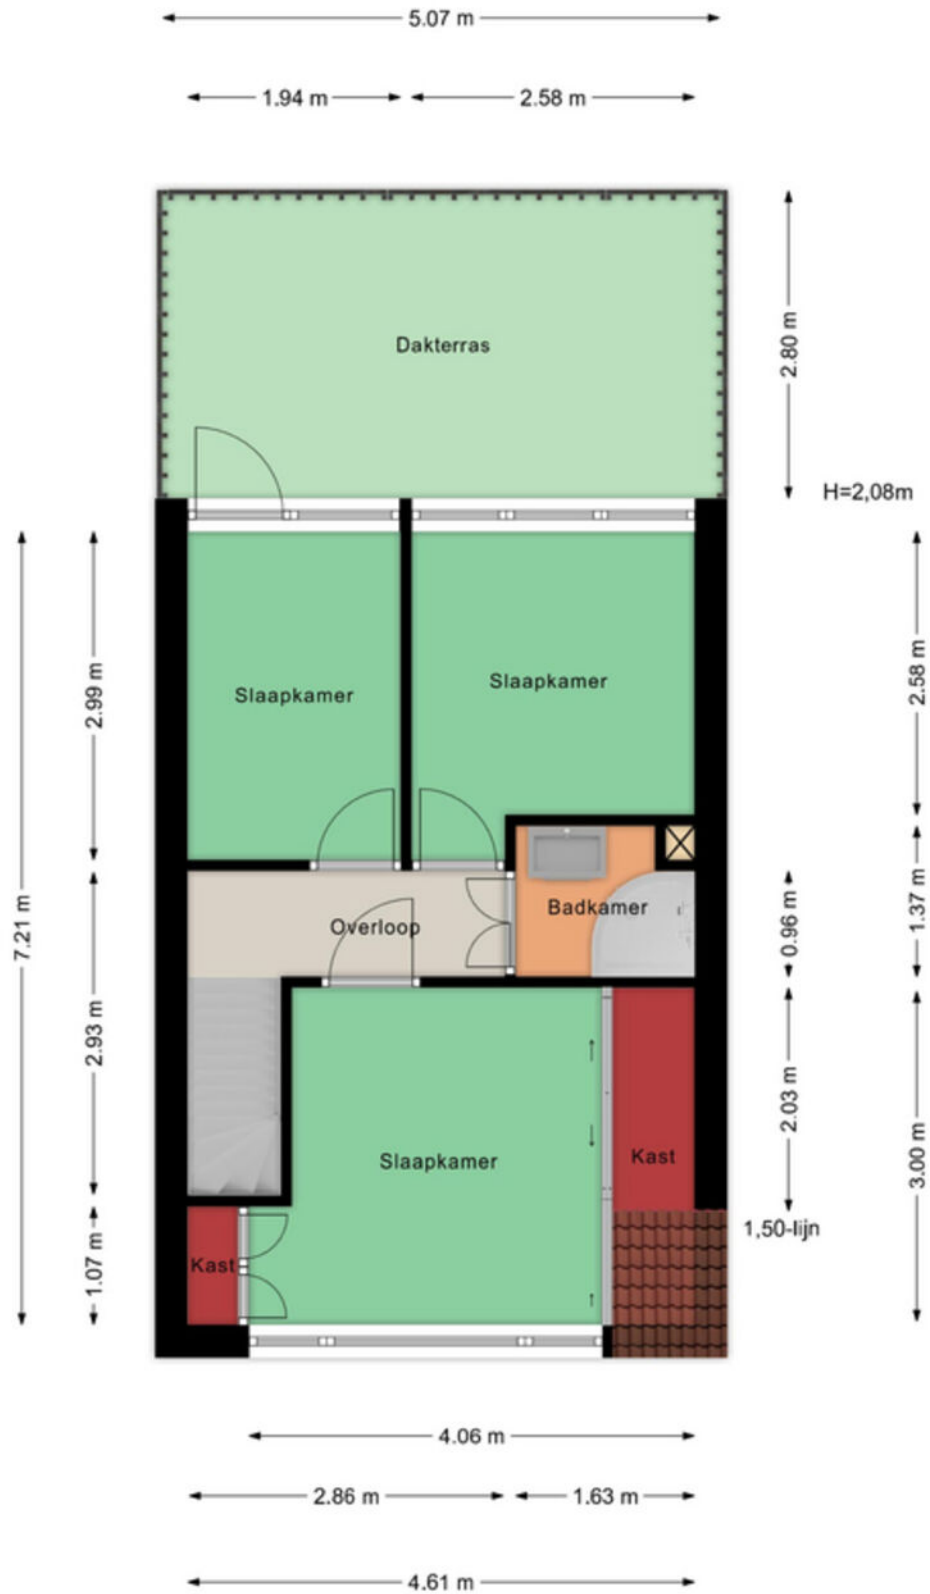 5.07 m
1.94 m
2.58 m
Dakterras
2.80 m
H=2,08m
Slaapkamer
Slaapkamer
2.99 m
2.58 m
7.21 m
Overloop
Badkamer
0.96 m
1.37 m
2.93 m
2.03 m
3.00 m
Slaapkamer
Kast
1,50-lijn
Kast
1.07 m
4.06 m
2.86 m
1.63 m
4.61 m